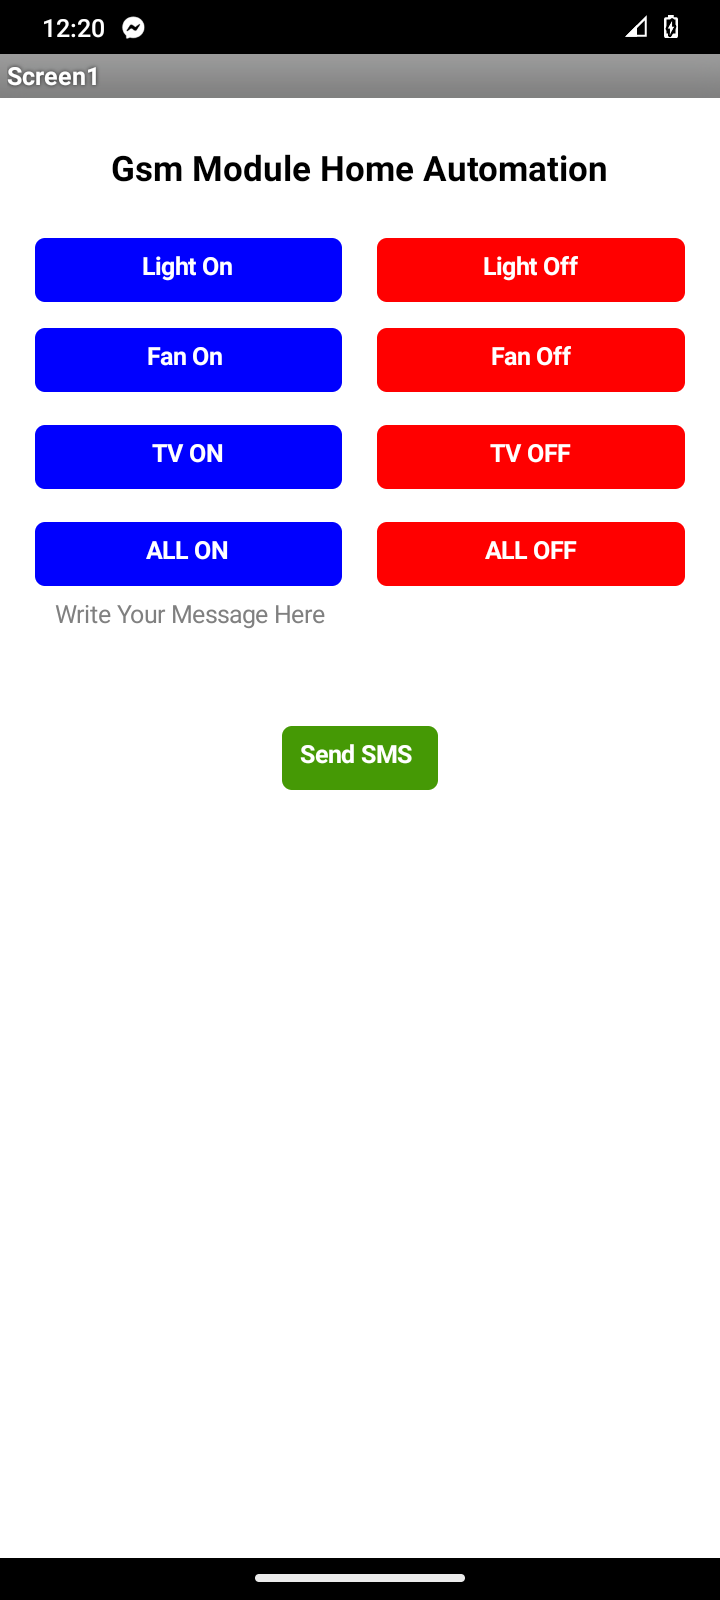 12:20
Screen1
Gsm Module Home Automation
Light On Light Off
Fan On Fan Off
TV ON TV OFF
ALL ON ALL OFF
Write Your Message Here
Send SMS